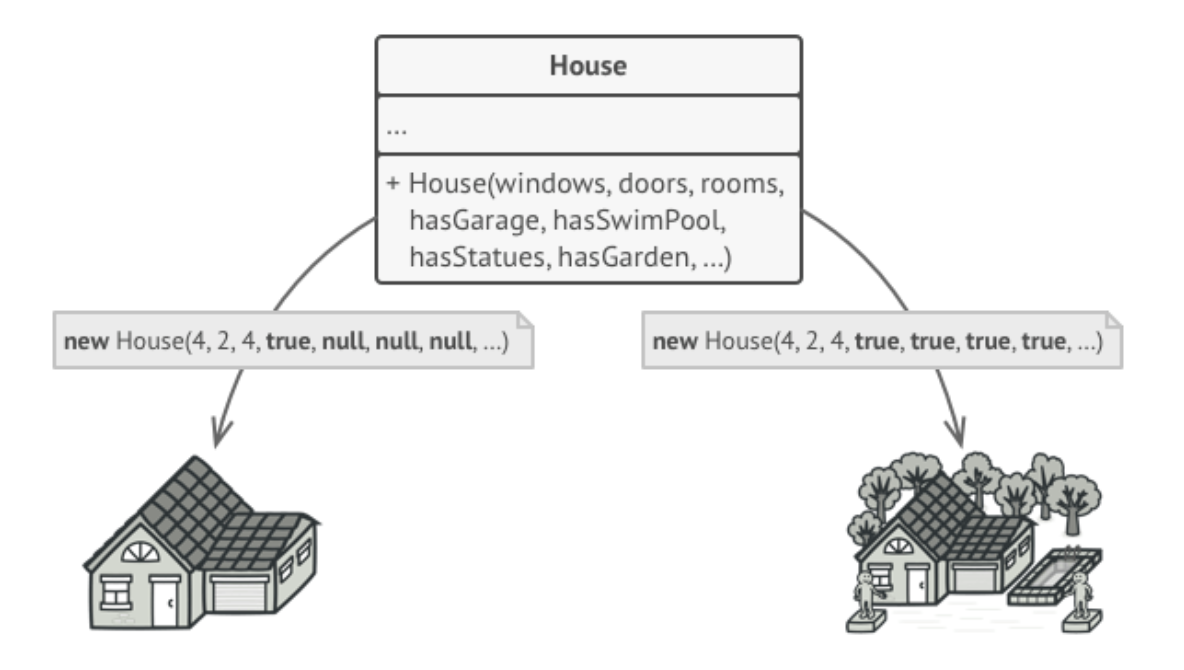 House
...
+ House(windows, doors, rooms,
hasGarage, hasSwimPool,
hasStatues, hasGarden, ...)
new House(4, 2, 4, true, null, null, null, ...)
new House(4, 2, 4, true, true, true, true, ...)